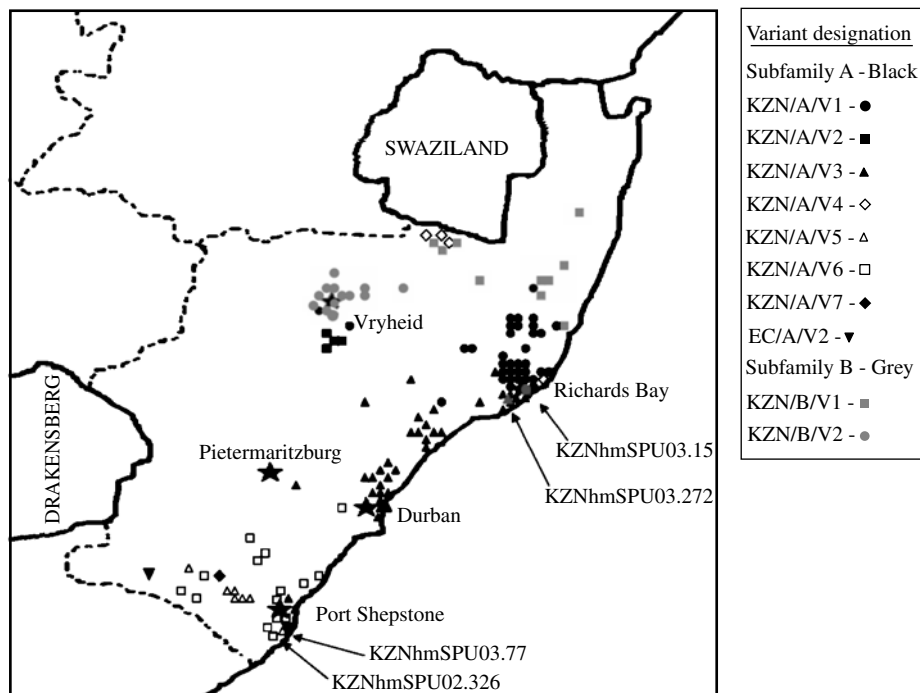 SWAZILAND
Vryheid
Richards Bay
KZNhmSPU03.15
KZNhmSPU03.272
DRAKENSBERG
Pietermaritzburg
Durban
Port Shepstone
KZNhmSPU03.77
KZNhmSPU02.326
Variant designation
Subfamily A - Black
KZN/A/V1 - ●
KZN/A/V2 - ■
KZN/A/V3 - ▲
KZN/A/V4 - ◇
KZN/A/V5 - △
KZN/A/V6 - □
KZN/A/V7 - ◆
EC/A/V2 - ▼
Subfamily B - Grey
KZN/B/V1 - ■
KZN/B/V2 - ●